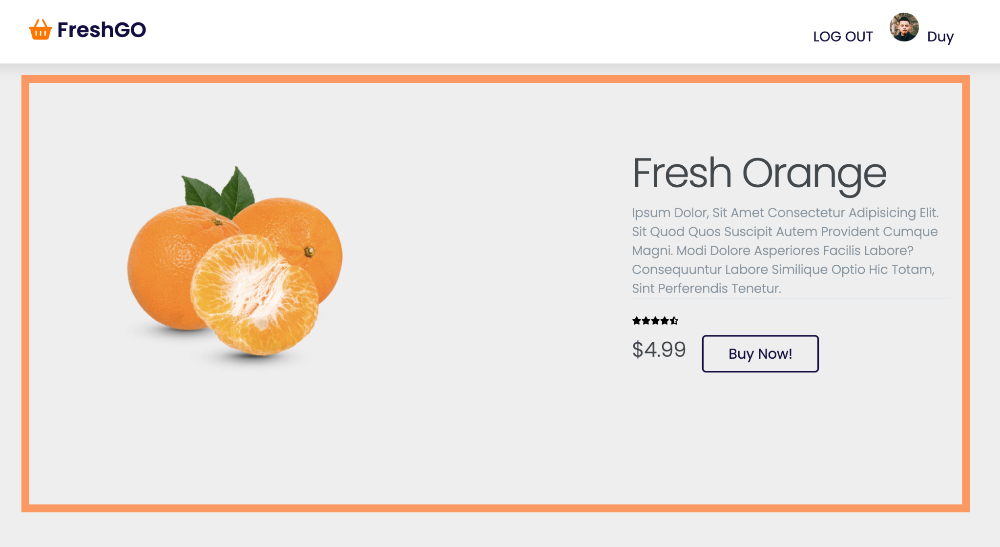 FreshGO
LOG OUT
Duy
Fresh Orange
Ipsum Dolor, Sit Amet Consectetur Adipisicing Elit.
Sit Quod Quos Suscipit Autem Provident Cumque
Magni. Modi Dolore Asperiores Facilis Labore?
Consequuntur Labore Similique Optio Hic Totam,
Sint Perferendis Tenetur.
$4.99
Buy Now!